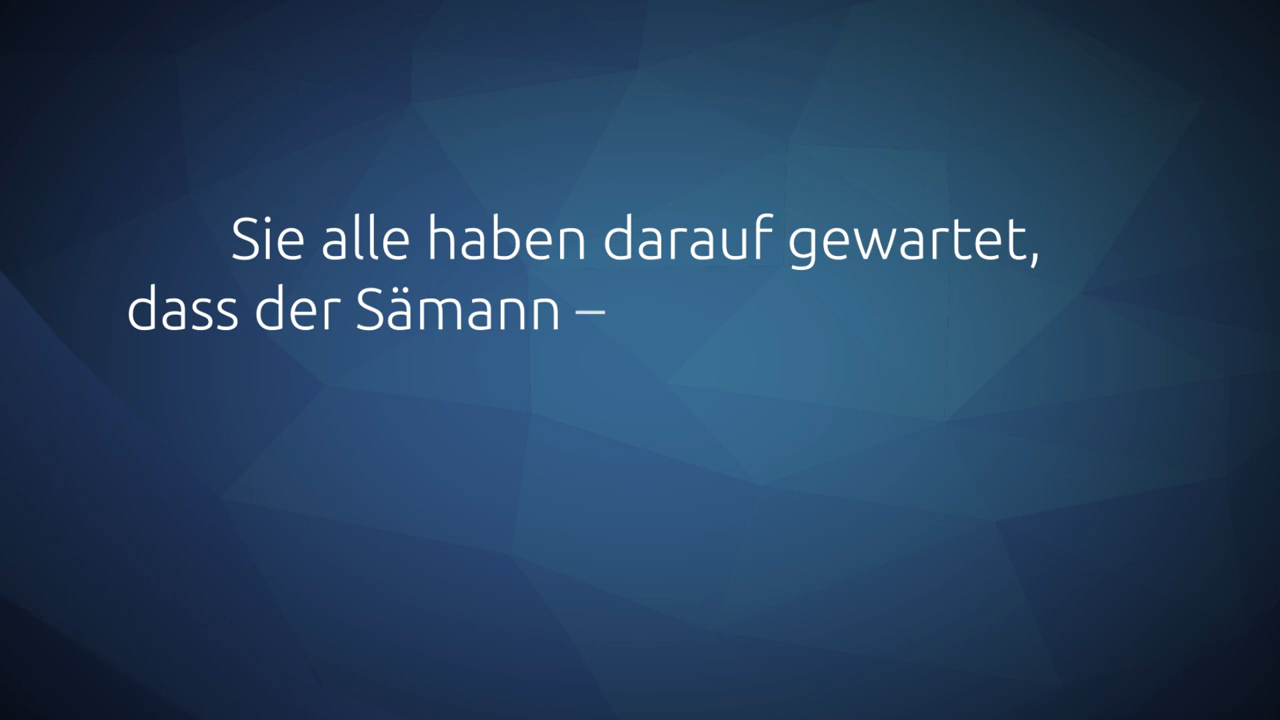 Sie alle haben darauf gewartet,
dass der Sämann –